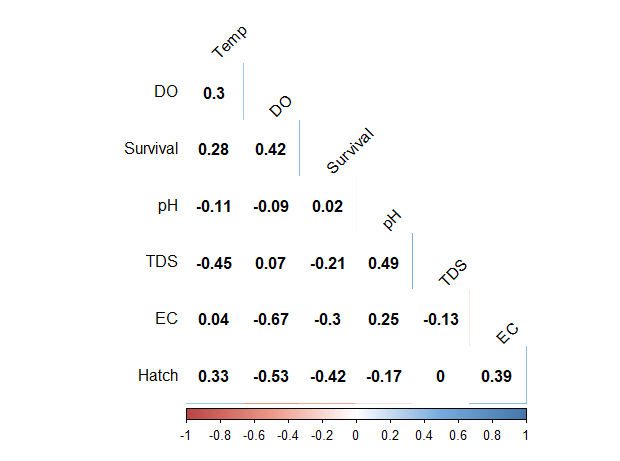 Temp
DO 0.3 DO
Survival 0.28 0.42 Survival
pH -0.11 -0.09 0.02 pH
TDS -0.45 0.07 -0.21 0.49 TDS
EC 0.04 -0.67 -0.3 0.25 -0.13 EC
Hatch 0.33 -0.53 -0.42 -0.17 0 0.39
-1 -0.8 -0.6 -0.4 -0.2 0 0.2 0.4 0.6 0.8 1